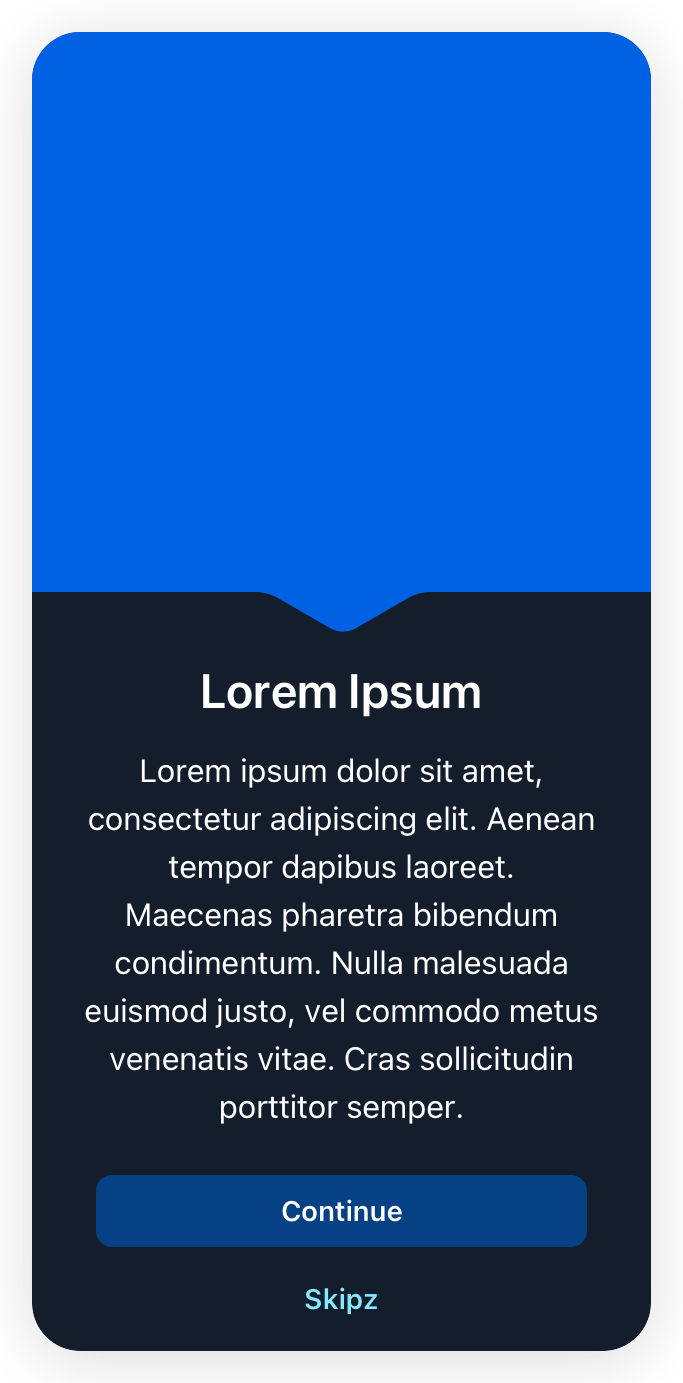 Lorem Ipsum
Lorem ipsum dolor sit amet,
consectetur adipiscing elit. Aenean
tempor dapibus laoreet.
Maecenas pharetra bibendum
condimentum. Nulla malesuada
euismod justo, vel commodo metus
venenatis vitae. Cras sollicitudin
porttitor semper.
Continue
Skipz